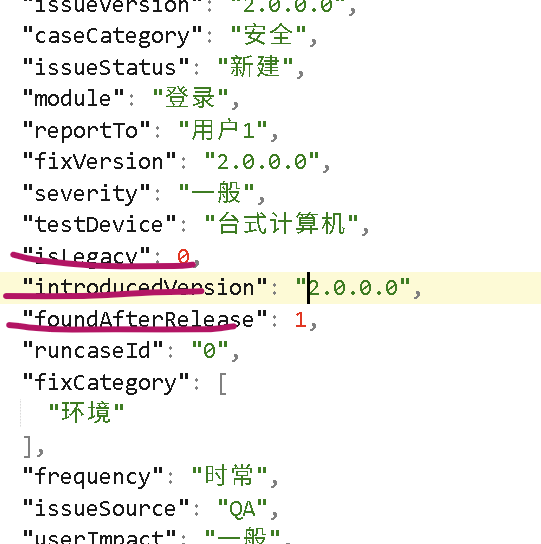 "issueVersion": "2.0.0.0",
"caseCategory": "安全",
"issueStatus": "新建",
"module": "登录",
"reportTo": "用户1",
"fixVersion": "2.0.0.0",
"severity": "一般",
"testDevice": "台式计算机",
"isLegacy": 0,
"introducedVersion": "2.0.0.0",
"foundAfterRelease": 1,
"runcaseId": "0",
"fixCategory": [
"环境"
],
"frequency": "时常",
"issueSource": "QA",
"userImpact": "一般",